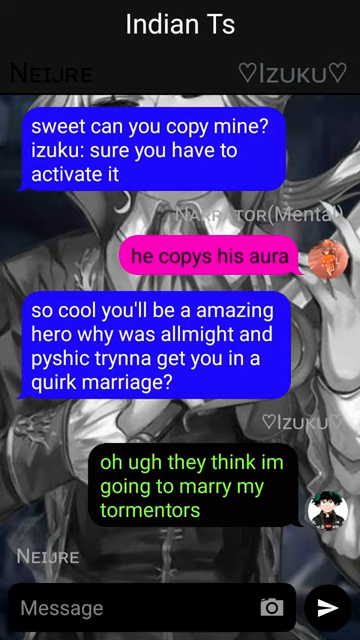 Indian Ts
Neijre ♡Izuku♡
sweet can you copy mine?
izuku: sure you have to
activate it
Narrator(Mental)
he copys his aura
so cool you'll be a amazing
hero why was allmight and
pyshic trynna get you in a
quirk marriage?
♡Izuku♡
oh ugh they think im
going to marry my
tormentors
Neijre
Message